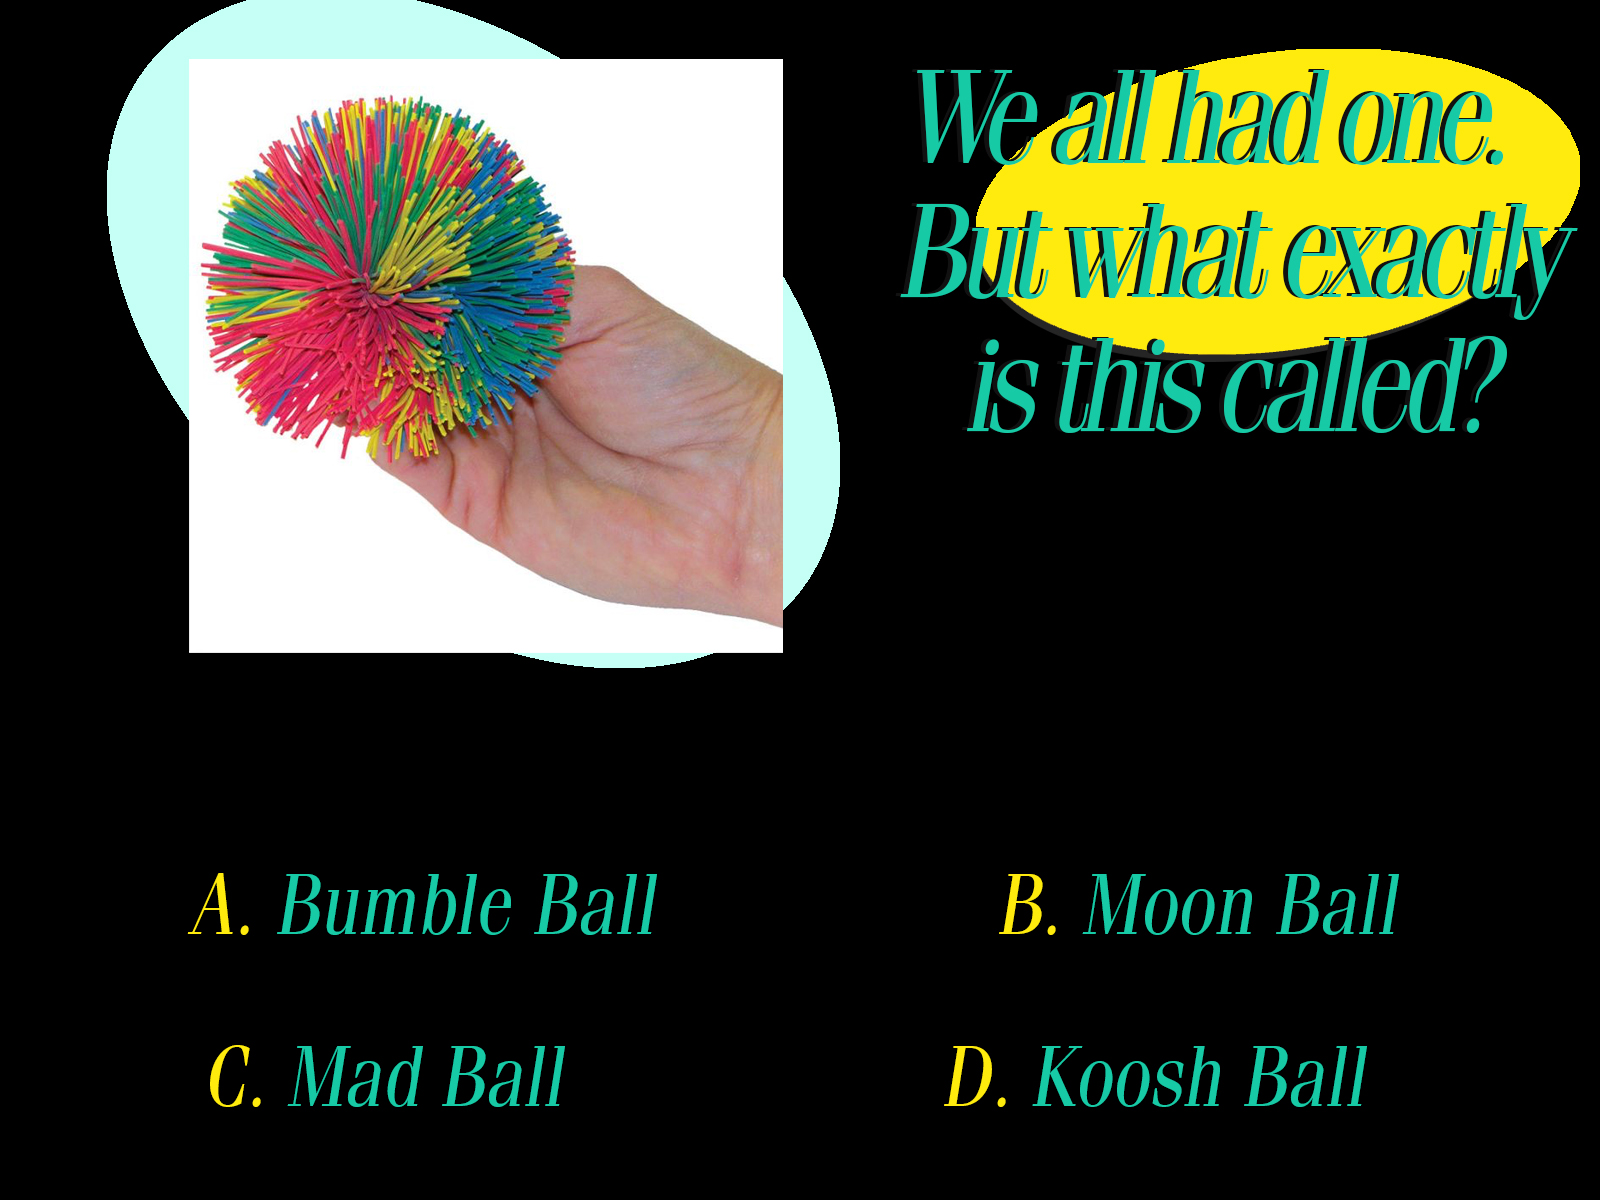 We all had one.
But what exactly
is this called?
A. Bumble Ball
B. Moon Ball
C. Mad Ball
D. Koosh Ball